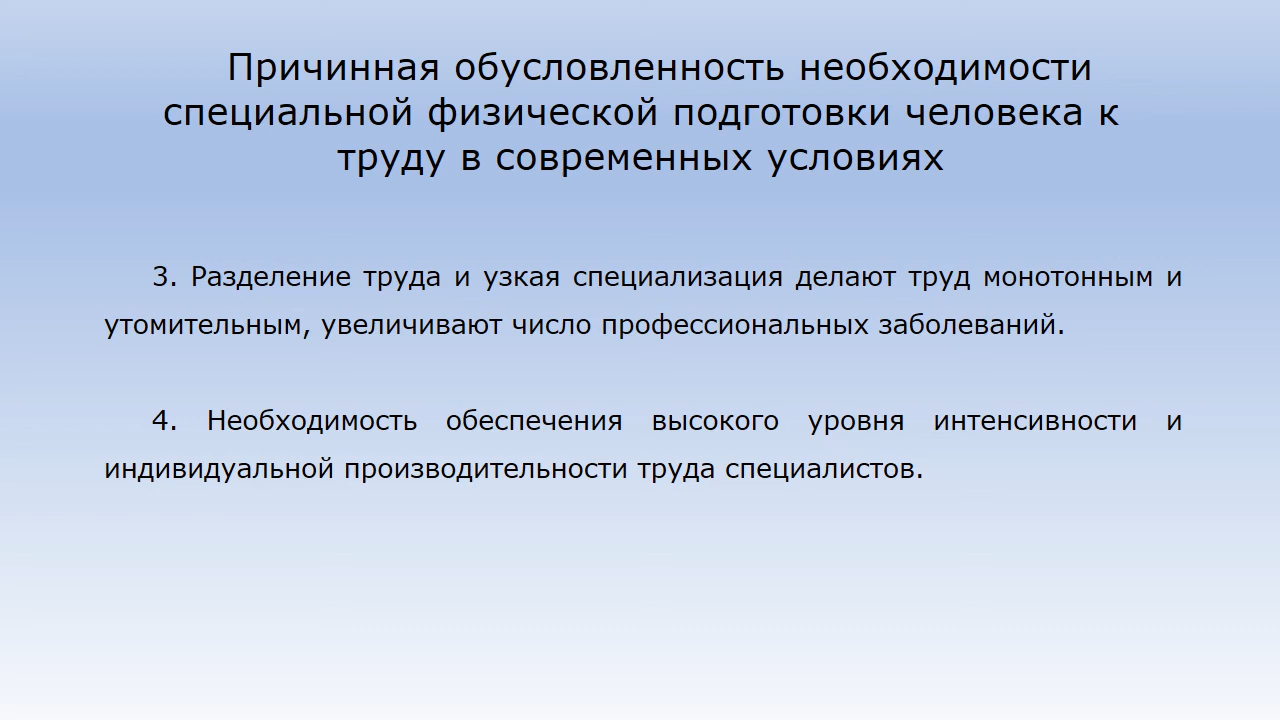 Причинная обусловленность необходимости
специальной физической подготовки человека к
труду в современных условиях
3. Разделение труда и узкая специализация делают труд монотонным и
утомительным, увеличивают число профессиональных заболеваний.
4. Необходимость обеспечения высокого уровня интенсивности и
индивидуальной производительности труда специалистов.